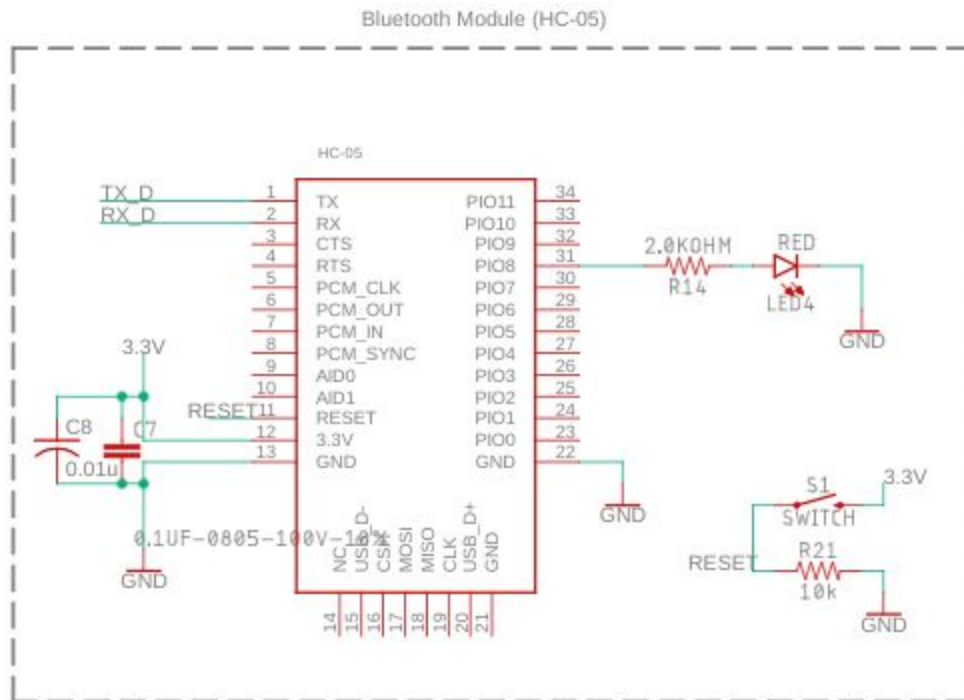 Bluetooth Module (HC-05)
HC-05
TX_D
RX_D
1 TX
2 RX
3 CTS
4 RTS
5 PCM_CLK
6 PCM_OUT
7 PCM_IN
8 PCM_SYNC
9 AID0
10 AID1
RESET 11 RESET
12 3.3V
13 GND
PIO11 34
PIO10 33
PIO9 32
PIO8 31
PIO7 30
PIO6 29
PIO5 28
PIO4 27
PIO3 26
PIO2 25
PIO1 24
PIO0 23
GND 22
NC
USB_D-
CSB
MOSI
MISO
CLK
USB_D+
GND
14
15
16
17
18
19
20
21
3.3V
C8
0.01u
C7
0.1UF-0805-100V-10%
GND
2.0KOHM
R14
RED
LED4
GND
GND
S1
SWITCH
3.3V
RESET
R21
10k
GND